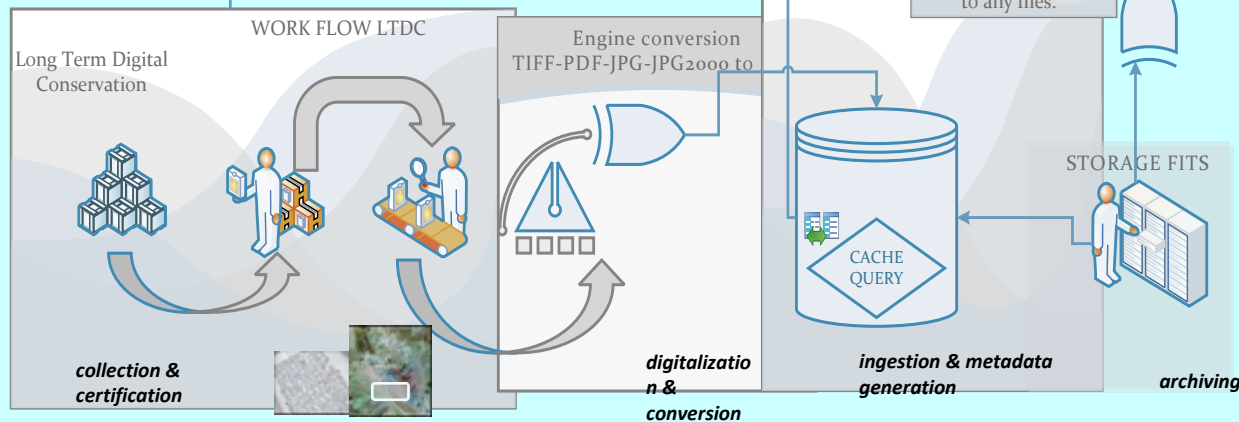 to any files.
WORK FLOW LTDC
Long Term Digital
Conservation
Engine conversion
TIFF-PDF-JPG-JPG2000 to
STORAGE FITS
CACHE
QUERY
collection &
certification
digitalizatio
n &
conversion
ingestion & metadata
generation
archiving